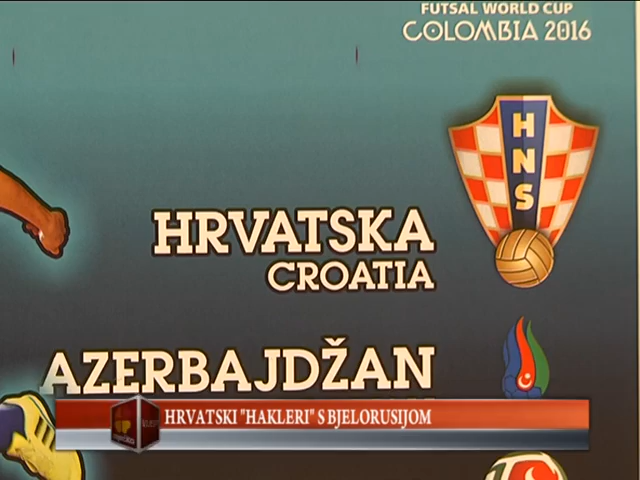 FUTSAL WORLD CUP
COLOMBIA 2016
HNS
HRVATSKA
CROATIA
AZERBAJDŽAN
HRVATSKI "HAKLERI" S BJELORUSIJOM